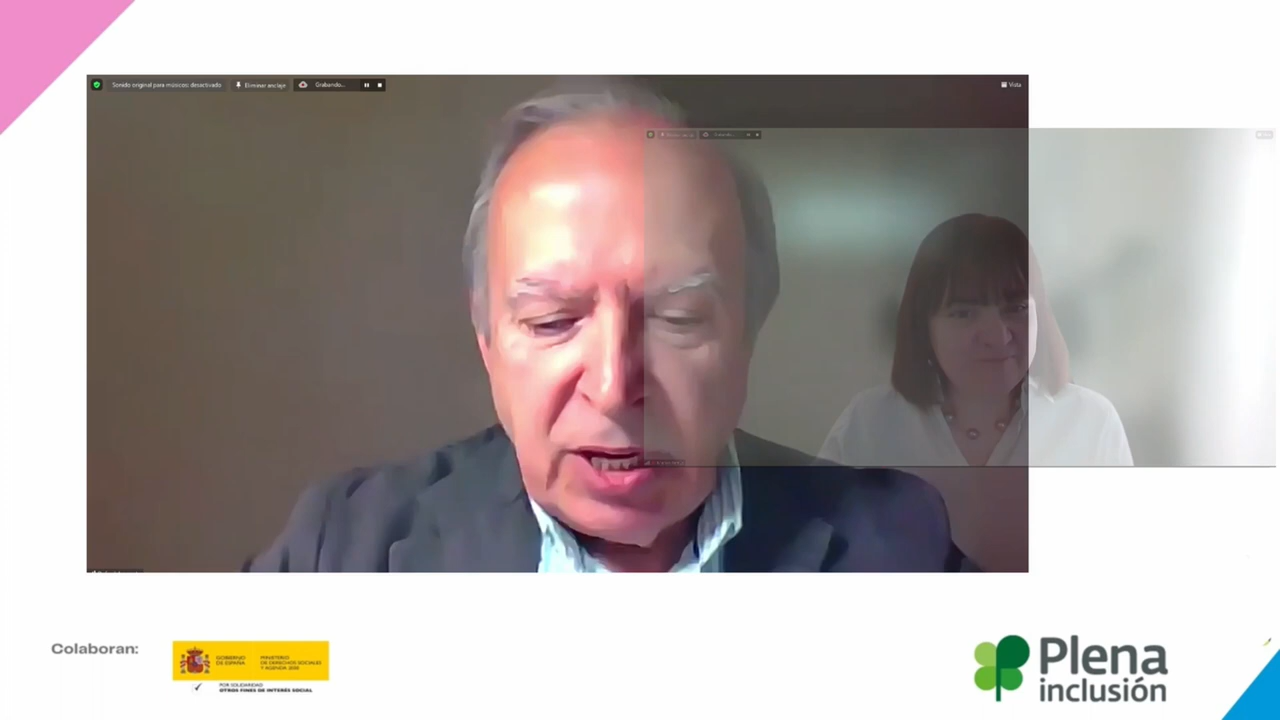 Sonido original para músicos: desactivado
Eliminar anclaje
Grabando...
Vista
Colaboran:
GOBIERNO
DE ESPAÑA
MINISTERIO
DE DERECHOS SOCIALES
Y AGENDA 2030
POR SOLIDARIDAD
OTROS FINES DE INTERÉS SOCIAL
Plena
inclusión